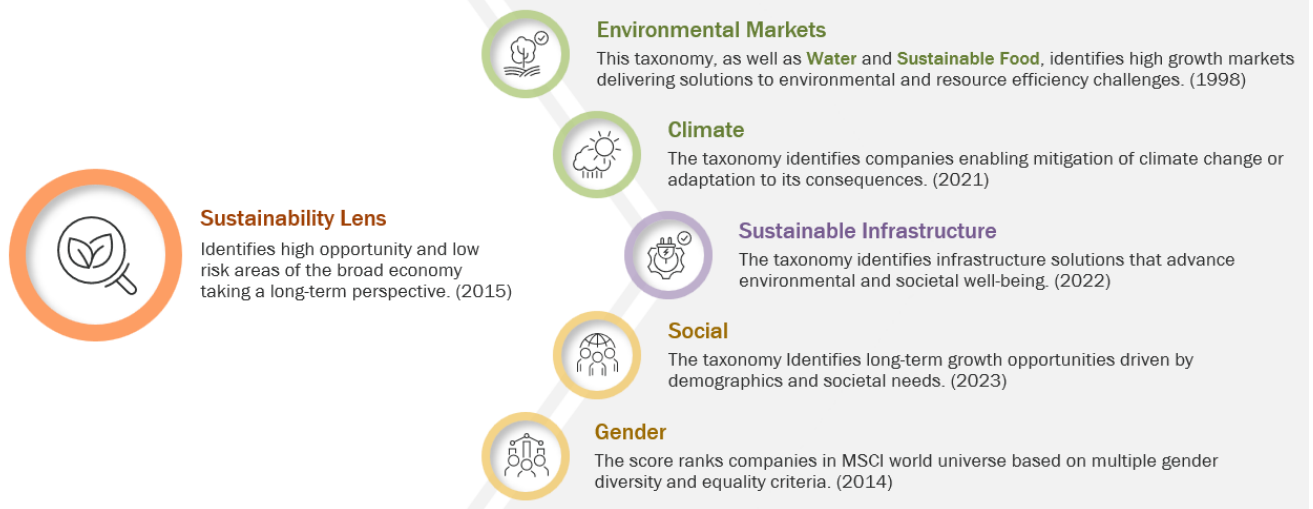 Sustainability Lens
Identifies high opportunity and low
risk areas of the broad economy
taking a long-term perspective. (2015)
Environmental Markets
This taxonomy, as well as Water and Sustainable Food, identifies high growth markets
delivering solutions to environmental and resource efficiency challenges. (1998)
Climate
The taxonomy identifies companies enabling mitigation of climate change or
adaptation to its consequences. (2021)
Sustainable Infrastructure
The taxonomy identifies infrastructure solutions that advance
environmental and societal well-being. (2022)
Social
The taxonomy Identifies long-term growth opportunities driven by
demographics and societal needs. (2023)
Gender
The score ranks companies in MSCI world universe based on multiple gender
diversity and equality criteria. (2014)